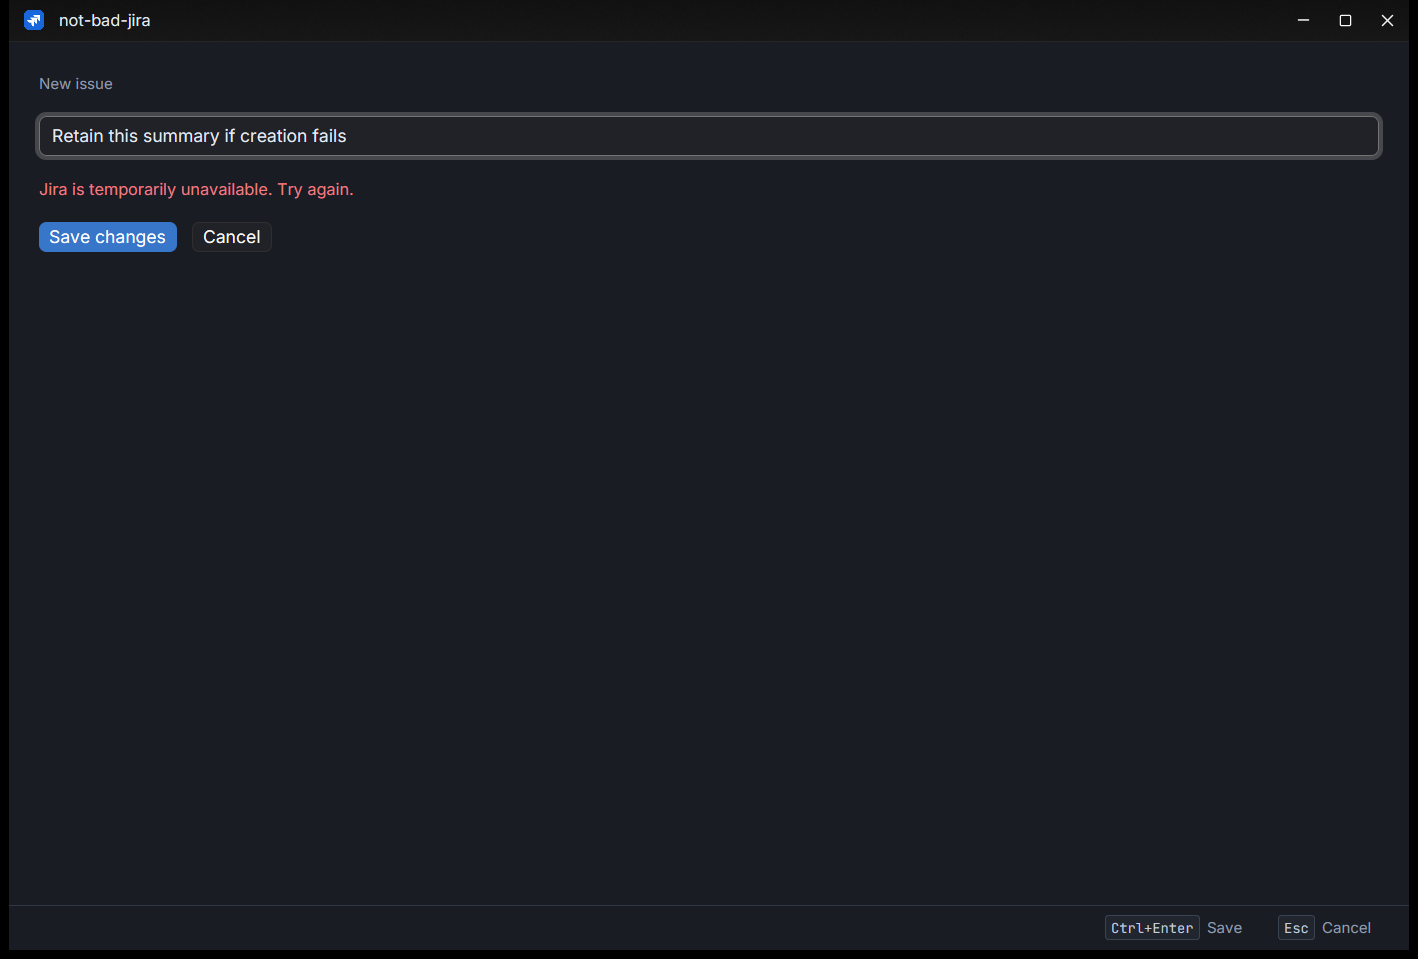 not-bad-jira
New issue
Retain this summary if creation fails
Jira is temporarily unavailable. Try again.
Save changes Cancel
Ctrl+Enter Save Esc Cancel